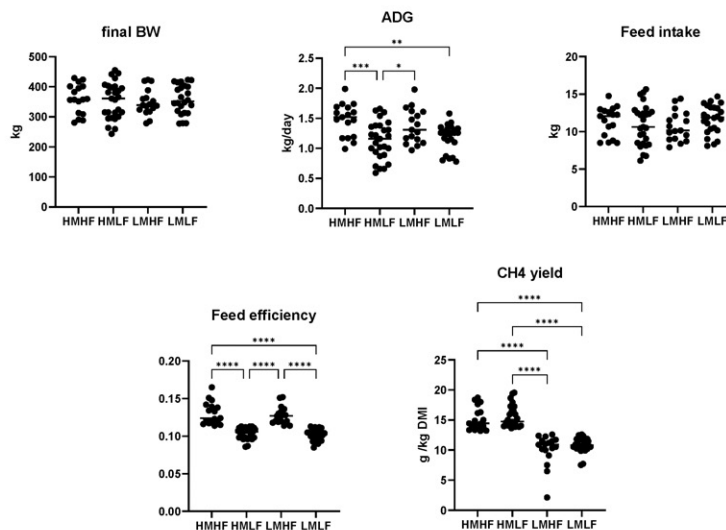 final BW
500
400
300
200
100
0
kg
HMHF HMLF LMHF LMLF
ADG
**
*** *
2.5
2.0
1.5
1.0
0.5
0.0
kg/day
HMHF HMLF LMHF LMLF
Feed intake
20
15
10
5
0
kg
HMHF HMLF LMHF LMLF
Feed efficiency
****
**** **** ****
0.20
0.15
0.10
0.05
0.00
HMHF HMLF LMHF LMLF
CH4 yield
****
****
****
****
25
20
15
10
5
0
g /kg DMI
HMHF HMLF LMHF LMLF